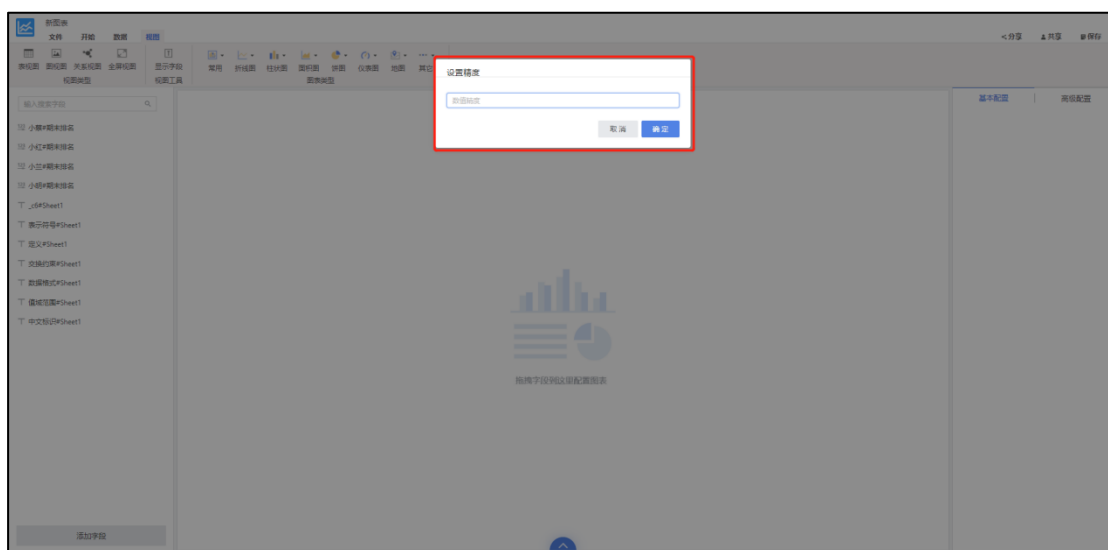 新图表
文件 开始 数据 视图
分享 共享 保存
表视图 图视图 关系视图 全屏视图 显示字段 常用 折线图 柱状图 面积图 饼图 仪表图 地图 其它
视图类型 视图工具 图表类型
设置精度
数值精度
取消 确定
输入搜索字段
基本配置 高级配置
#期末排名
小红#期末排名
小兰#期末排名
小明#期末排名
_c6#Sheet1
表示符号#Sheet1
定义#Sheet1
交换约束#Sheet1
数据格式#Sheet1
值域范围#Sheet1
中文标识#Sheet1
拖拽字段到这里配置图表
添加字段